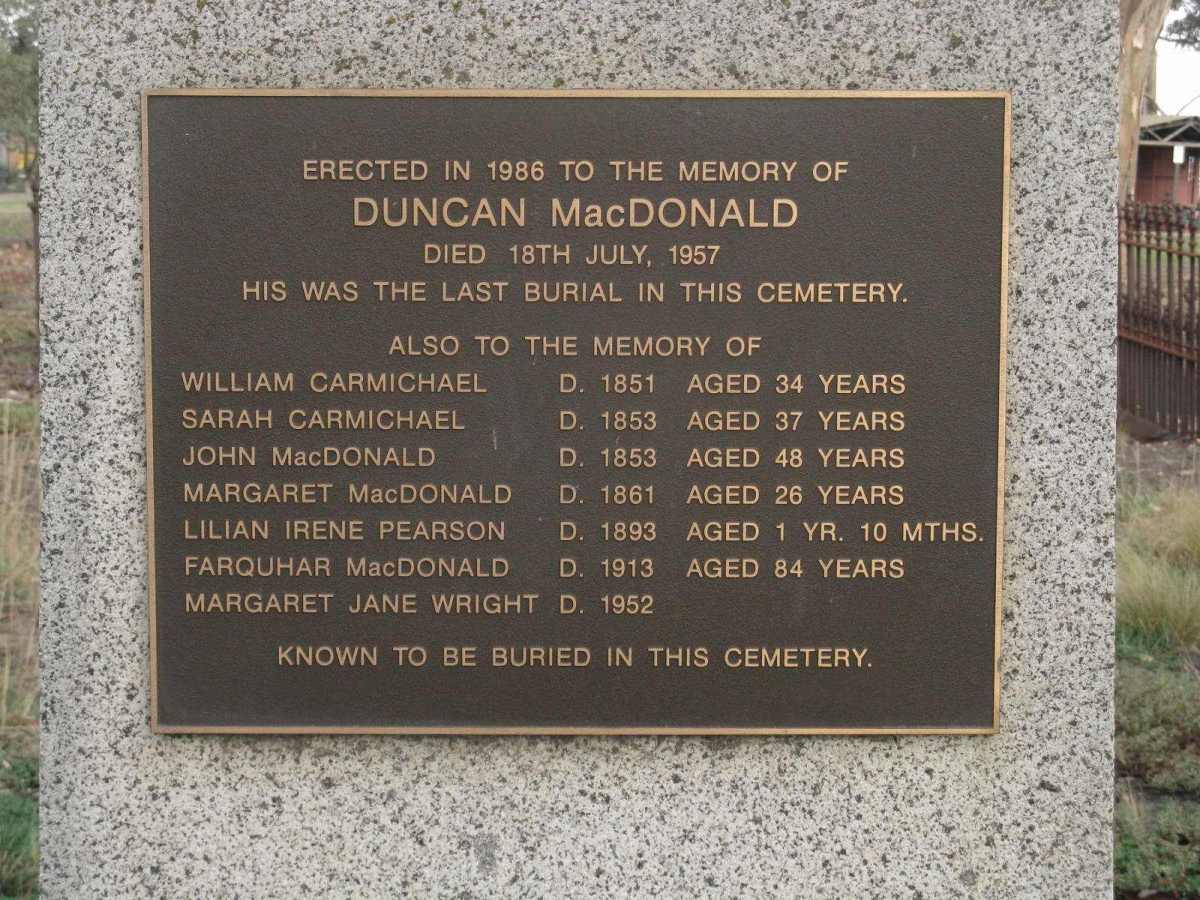 ERECTED IN 1986 TO THE MEMORY OF
DUNCAN MacDONALD
DIED 18TH JULY, 1957
HIS WAS THE LAST BURIAL IN THIS CEMETERY.
ALSO TO THE MEMORY OF
WILLIAM CARMICHAEL D. 1851 AGED 34 YEARS
SARAH CARMICHAEL D. 1853 AGED 37 YEARS
JOHN MacDONALD D. 1853 AGED 48 YEARS
MARGARET MacDONALD D. 1861 AGED 26 YEARS
LILIAN IRENE PEARSON D. 1893 AGED 1 YR. 10 MTHS.
FARQUHAR MacDONALD D. 1913 AGED 84 YEARS
MARGARET JANE WRIGHT D. 1952
KNOWN TO BE BURIED IN THIS CEMETERY.